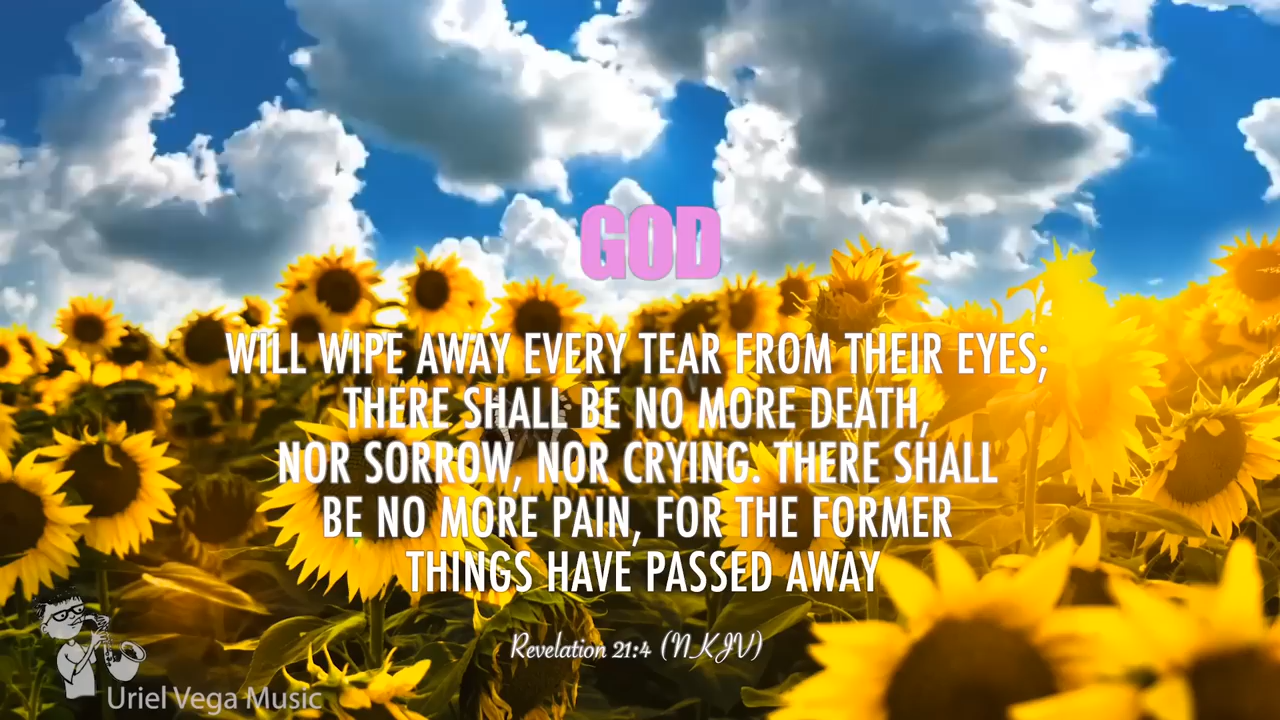 GOD
WILL WIPE AWAY EVERY TEAR FROM THEIR EYES;
THERE SHALL BE NO MORE DEATH,
NOR SORROW, NOR CRYING. THERE SHALL
BE NO MORE PAIN, FOR THE FORMER
THINGS HAVE PASSED AWAY
Revelation 21:4 (NKJV)
Uriel Vega Music